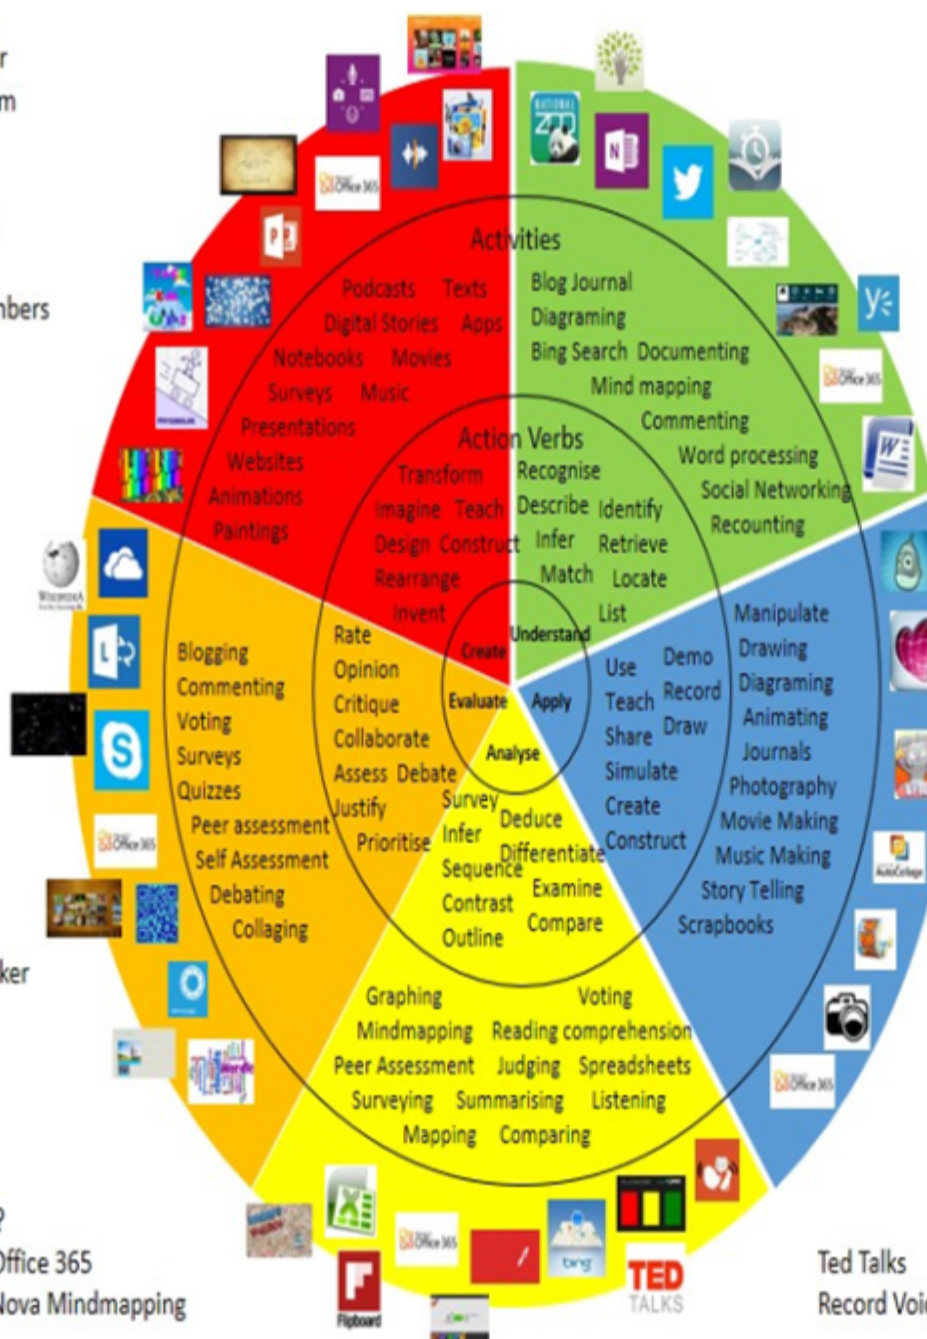 r
m
nbers
ker
?
Office 365
Nova Mindmapping
Ted Talks
Record Voi
Activities
Podcasts Texts
Digital Stories Apps
Notebooks Movies
Surveys Music
Presentations
Websites
Animations
Paintings
Blog Journal
Diagraming
Bing Search Documenting
Mind mapping
Commenting
Word processing
Social Networking
Recounting
Action Verbs
Transform
Imagine Teach
Design Construct
Rearrange
Invent
Recognise
Describe Identify
Infer Retrieve
Match Locate
List
Create
Understand
Evaluate
Apply
Analyse
Rate
Opinion
Critique
Collaborate
Assess Debate
Justify
Prioritise
Blogging
Commenting
Voting
Surveys
Quizzes
Peer assessment
Self Assessment
Debating
Collaging
Use Demo
Teach Record
Share Draw
Simulate
Create
Construct
Manipulate
Drawing
Diagraming
Animating
Journals
Photography
Movie Making
Music Making
Story Telling
Scrapbooks
Survey Deduce
Infer Differentiate
Sequence Examine
Contrast Compare
Outline
Graphing Voting
Mindmapping Reading comprehension
Peer Assessment Judging Spreadsheets
Surveying Summarising Listening
Mapping Comparing
NATIONAL
ZOO
N
Office 365
P
y
Office 365
W
WIKIPEDIA
L
S
Office 365
Wordle
AutoCollage
Office 365
X
Office 365
bing
TED
TALKS
F
Flipboard